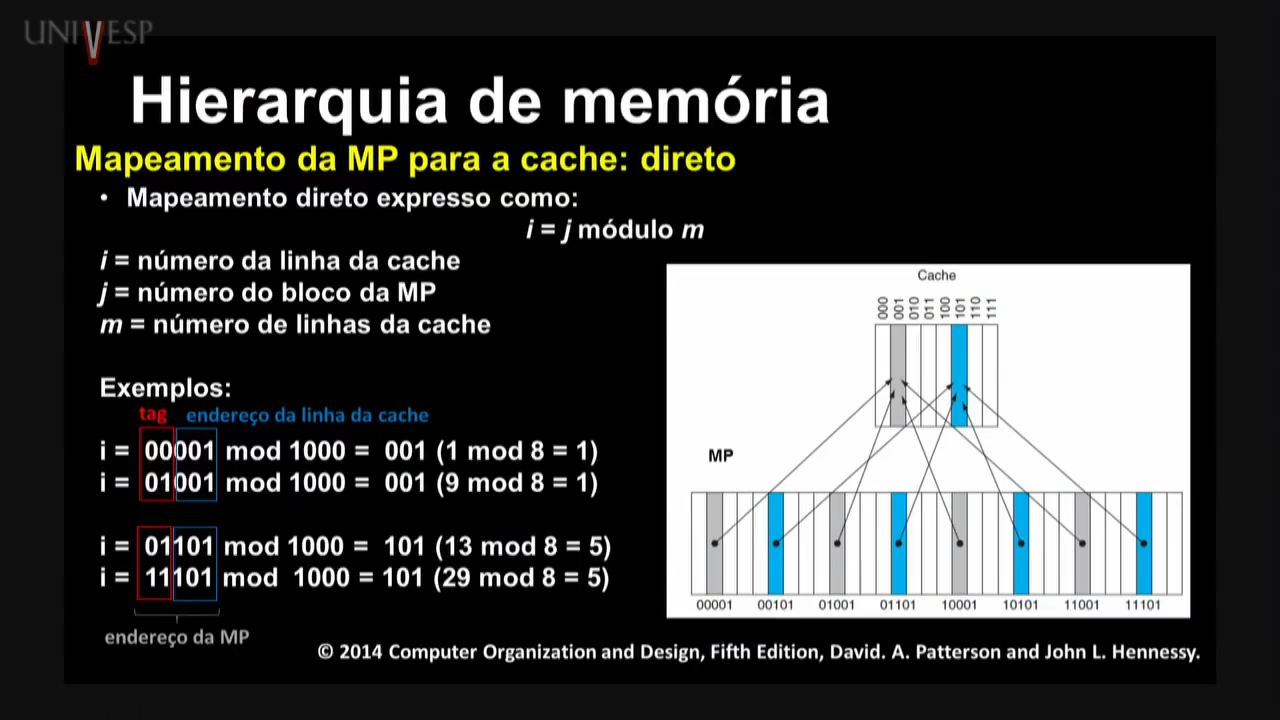 UNIVESP
Hierarquia de memória
Mapeamento da MP para a cache: direto
• Mapeamento direto expresso como:
i = j módulo m
i = número da linha da cache
j = número do bloco da MP
m = número de linhas da cache
Exemplos:
tag endereço da linha da cache
i = 00001 mod 1000 = 001 (1 mod 8 = 1)
i = 01001 mod 1000 = 001 (9 mod 8 = 1)
i = 01101 mod 1000 = 101 (13 mod 8 = 5)
i = 11101 mod 1000 = 101 (29 mod 8 = 5)
endereço da MP
Cache
000 001 010 011 100 101 110 111
MP
00001 00101 01001 01101 10001 10101 11001 11101
© 2014 Computer Organization and Design, Fifth Edition, David. A. Patterson and John L. Hennessy.